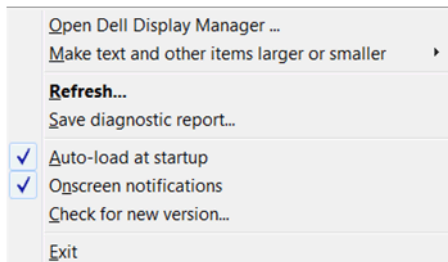 Open Dell Display Manager ...
Make text and other items larger or smaller
Refresh...
Save diagnostic report...
Auto-load at startup
Onscreen notifications
Check for new version...
Exit